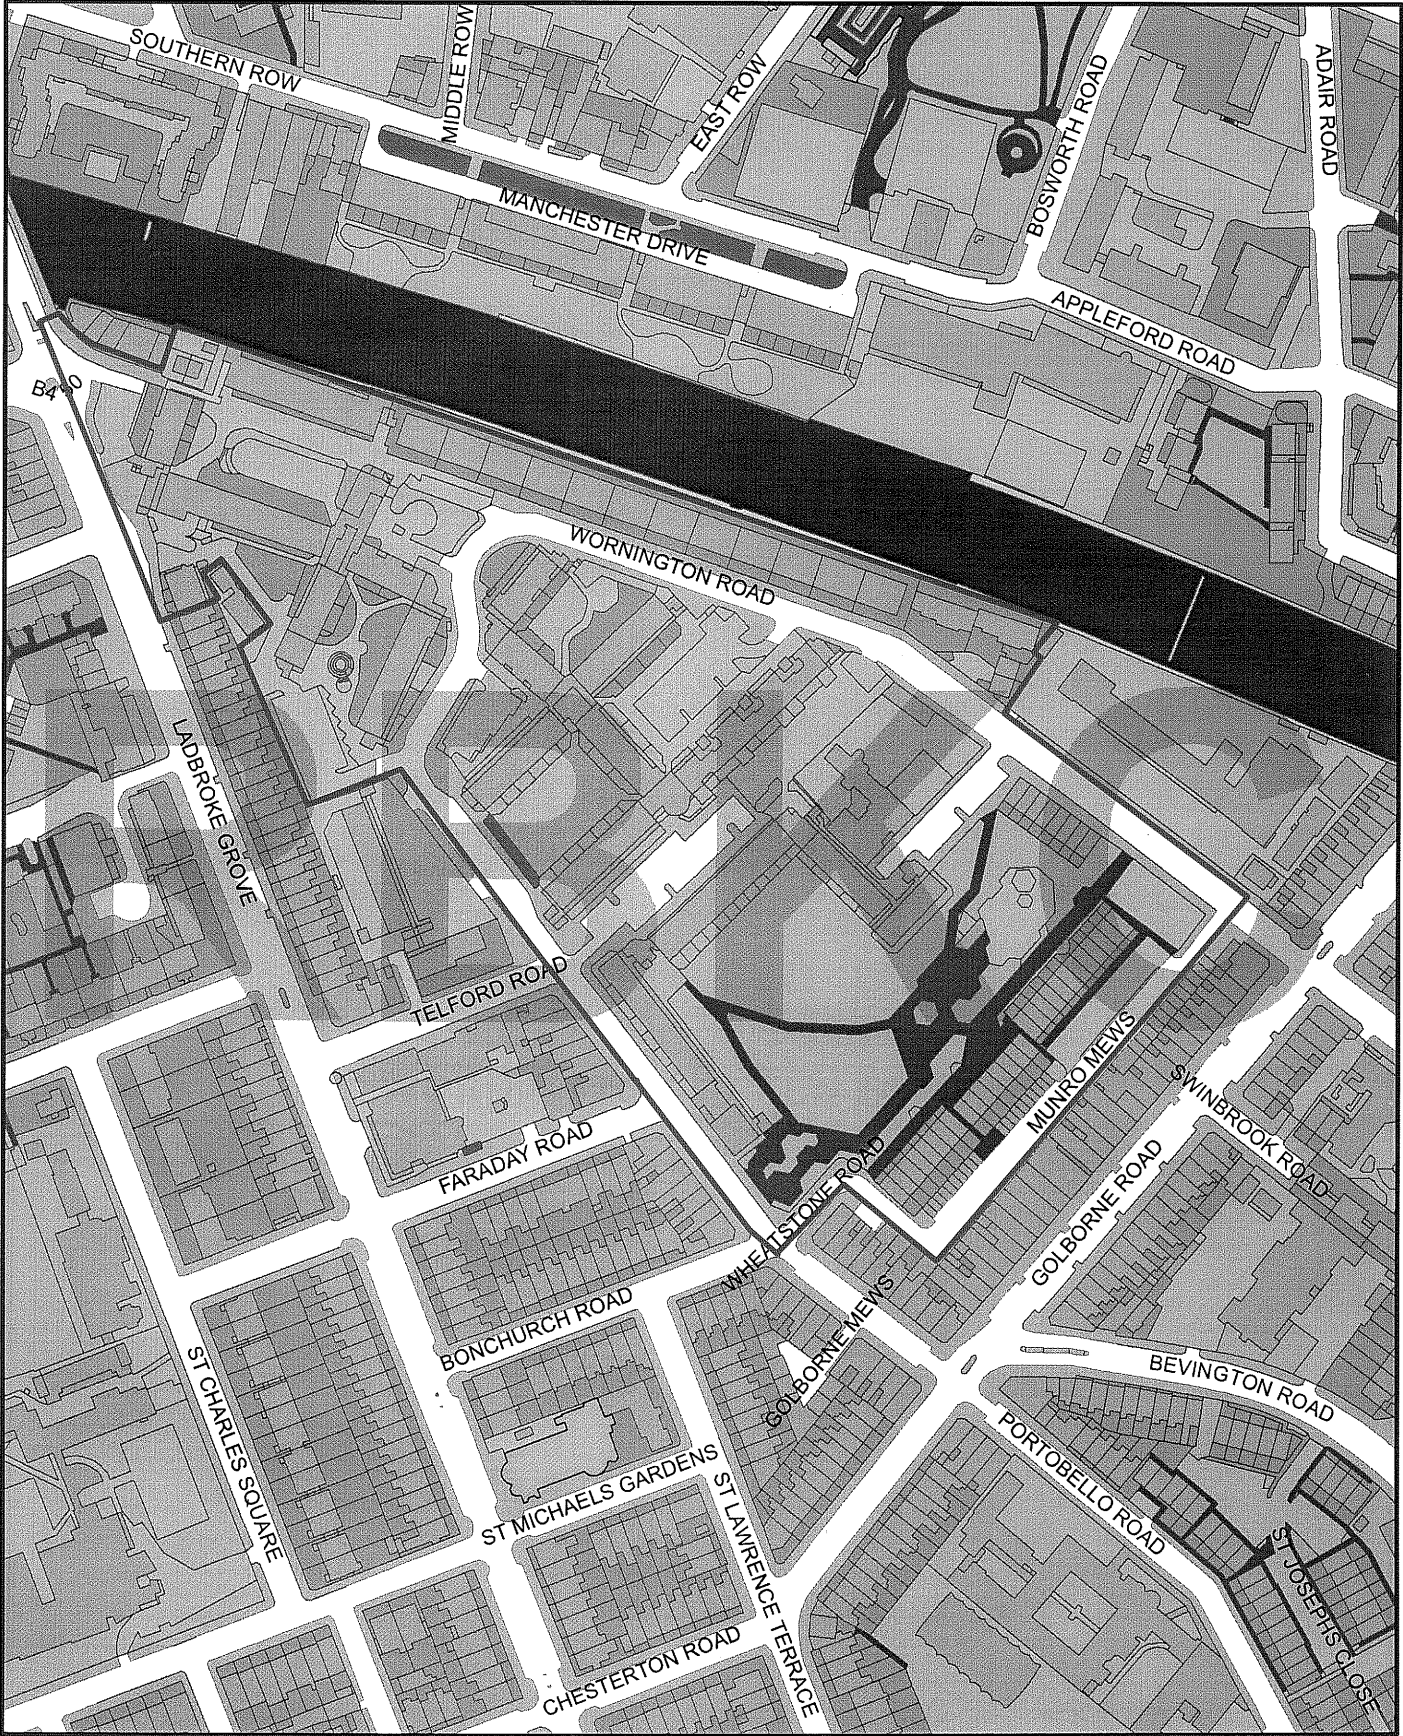 SOUTHERN ROW
MIDDLE ROW
EAST ROW
BOSWORTH ROAD
ADAIR ROAD
MANCHESTER DRIVE
APPLEFORD ROAD
WORNINGTON ROAD
LADBROKE GROVE
RBKC
TELFORD ROAD
MUNRO MEWS
SWINBROOK ROAD
FARADAY ROAD
WHEATSTONE ROAD
GOLBORNE ROAD
BONCHURCH ROAD
GOLBORNE MEWS
ST CHARLES SQUARE
BEVINGTON ROAD
PORTOBELLO ROAD
ST MICHAELS GARDENS
ST LAWRENCE TERRACE
ST JOSEPHS CLOSE
CHESTERTON ROAD